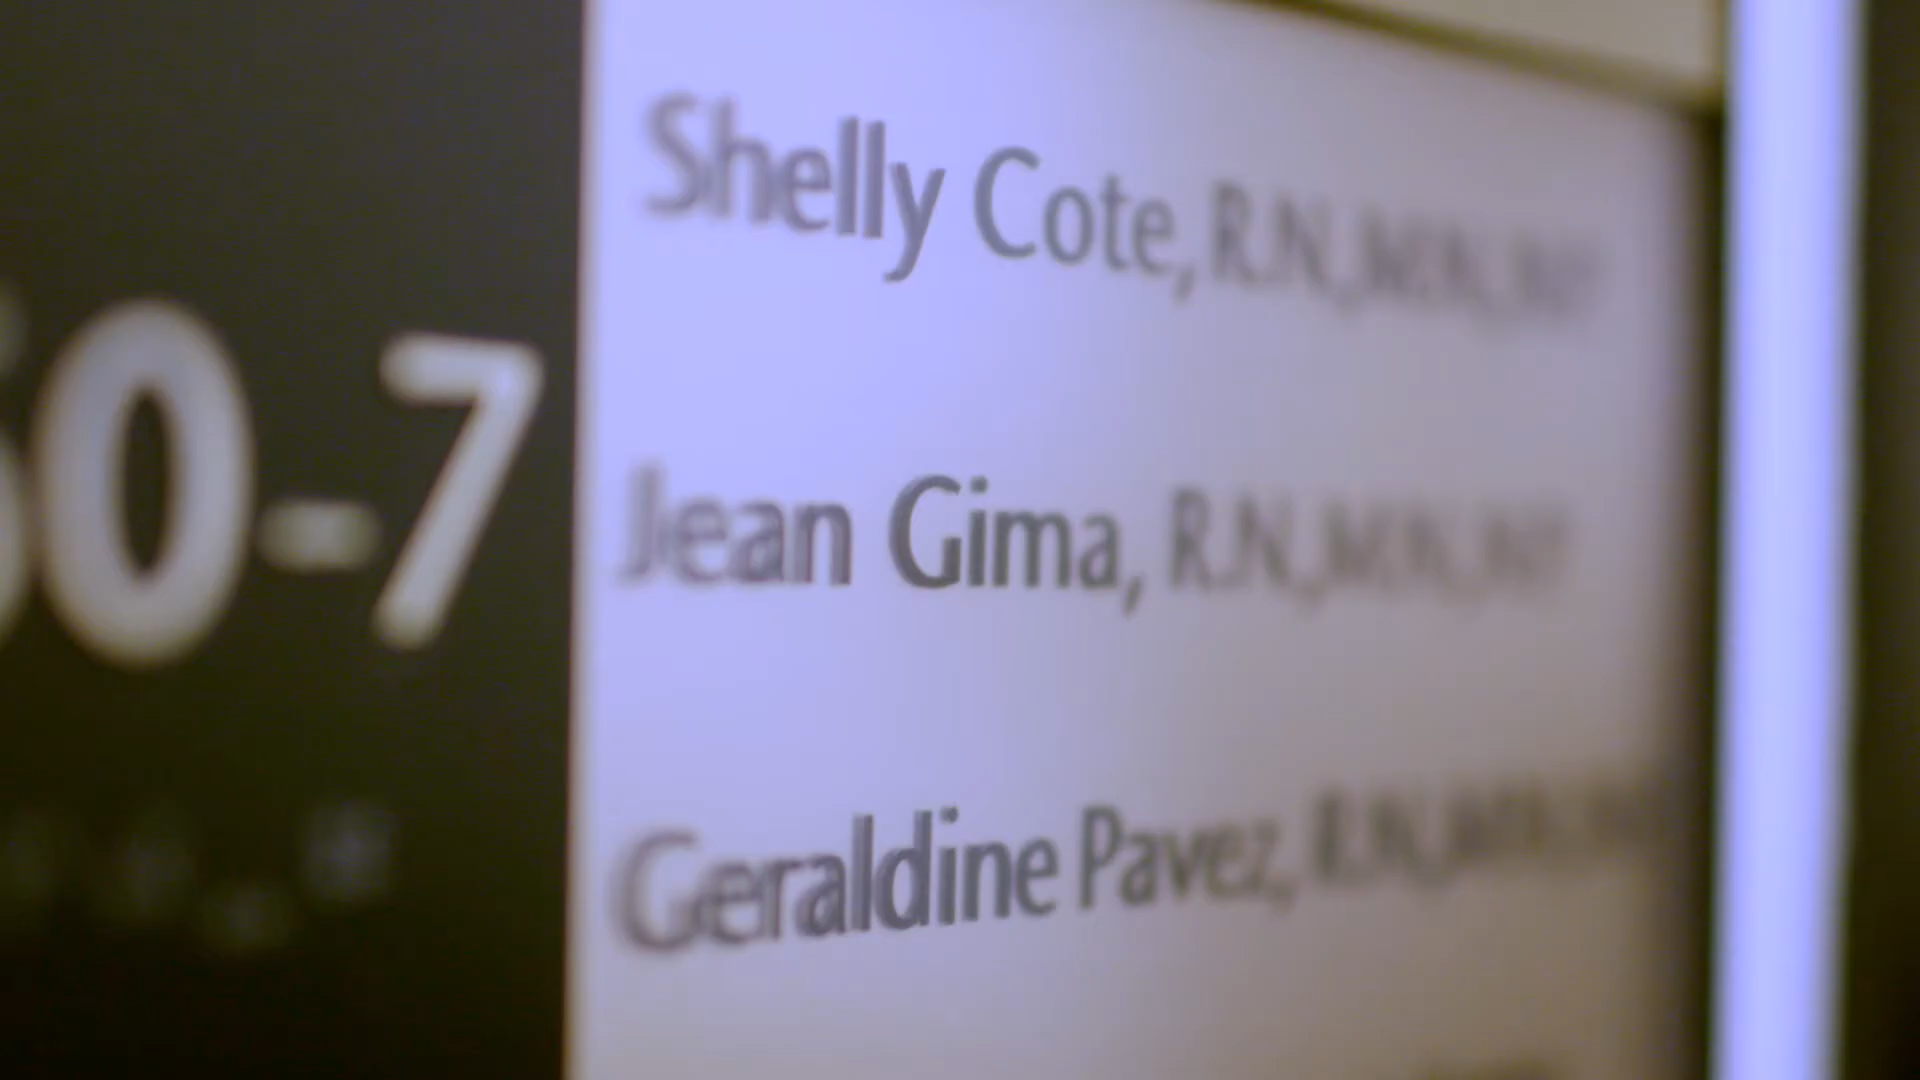 0-7
Shelly Cote, R.N.,M.N.,
Jean Gima, R.N.,M.N.,
Geraldine Pavez, R.N.,